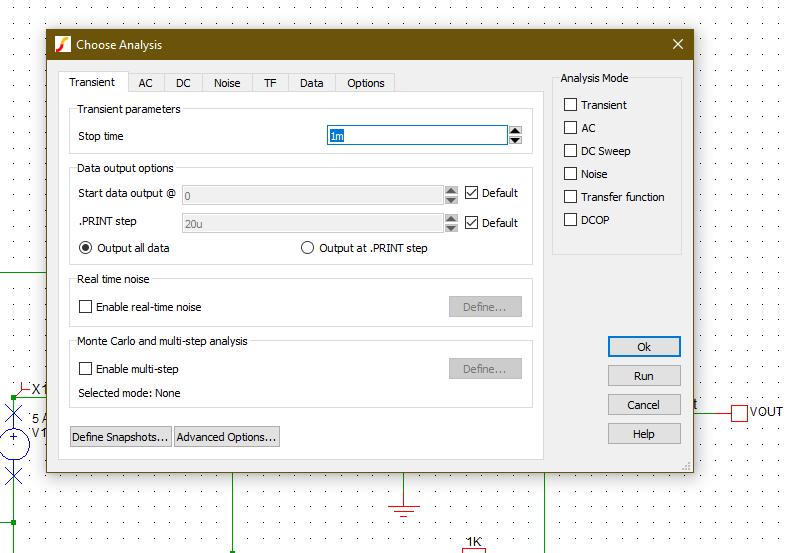 Choose Analysis
Transient AC DC Noise TF Data Options
Transient parameters
Stop time 1m
Data output options
Start data output @ 0 Default
.PRINT step 20u Default
Output all data Output at .PRINT step
Real time noise
Enable real-time noise Define...
Monte Carlo and multi-step analysis
Enable multi-step Define...
Selected mode: None
Define Snapshots... Advanced Options...
Analysis Mode
Transient
AC
DC Sweep
Noise
Transfer function
DCOP
Ok
Run
Cancel
Help
X1
5 A
V1
VOUT
1K